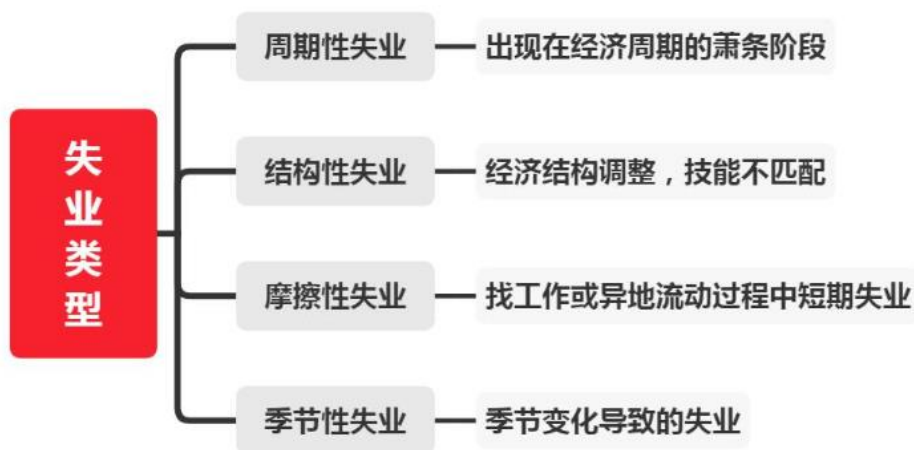 失业类型
周期性失业
出现在经济周期的萧条阶段
结构性失业
经济结构调整，技能不匹配
摩擦性失业
找工作或异地流动过程中短期失业
季节性失业
季节变化导致的失业